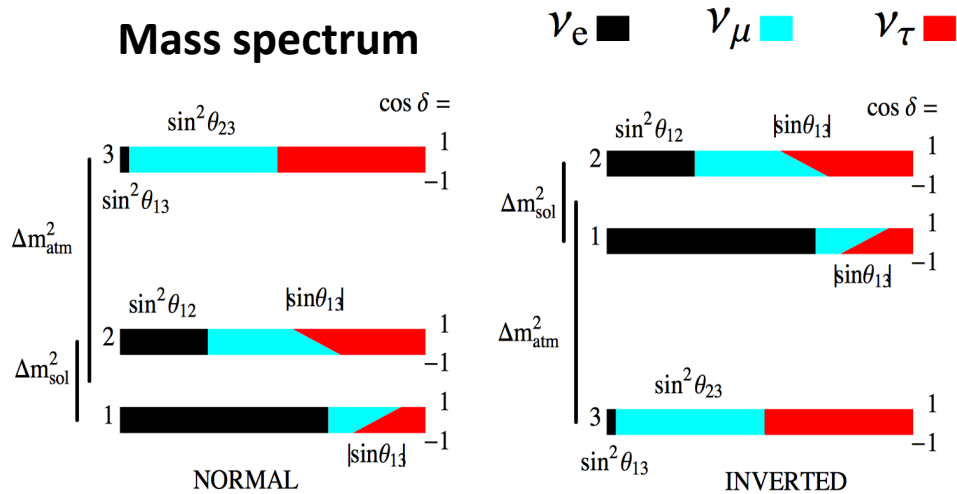 Mass spectrum
νe νμ ντ
cos δ =
sin²θ23
3
1
−1
sin²θ13
Δm²atm
sin²θ12
|sinθ13|
2
1
−1
Δm²sol
1
1
−1
|sinθ13|
NORMAL
cos δ =
sin²θ12
|sinθ13|
2
1
−1
Δm²sol
1
1
−1
|sinθ13|
Δm²atm
sin²θ23
3
1
−1
sin²θ13
INVERTED